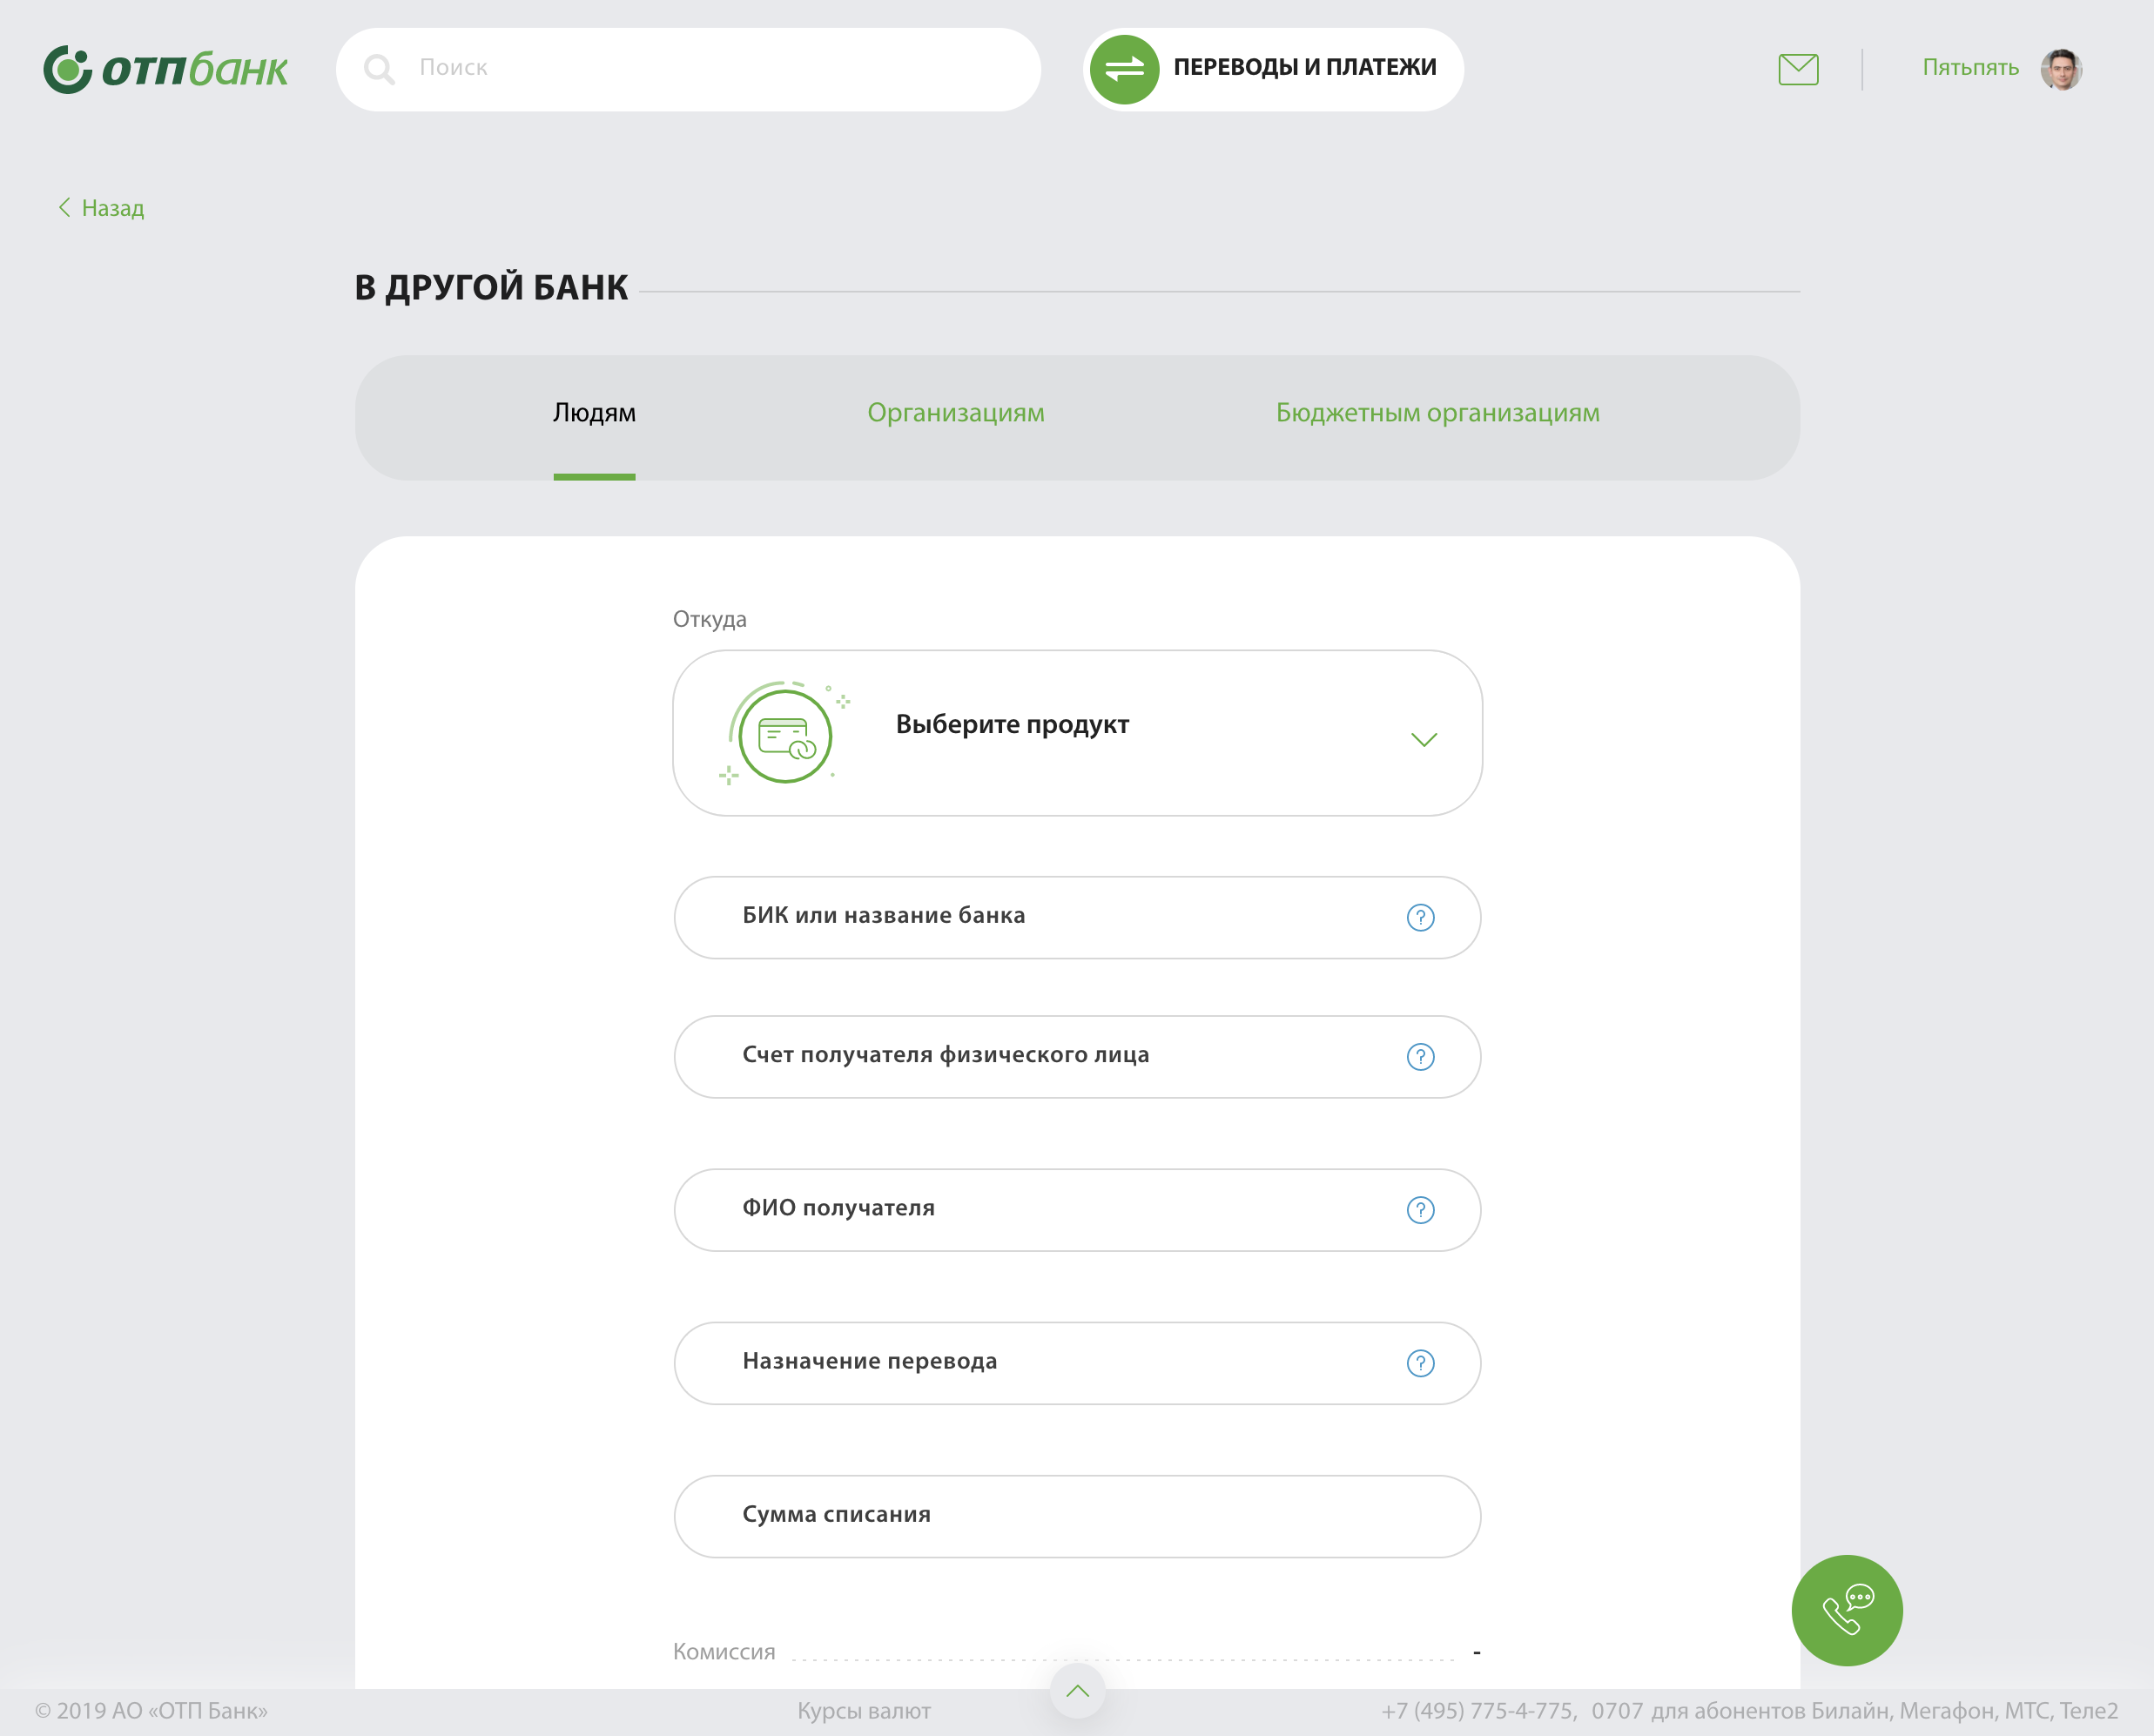 ОТПбанк
Поиск
ПЕРЕВОДЫ И ПЛАТЕЖИ
Пятьпять
Назад
В ДРУГОЙ БАНК
Людям
Организациям
Бюджетным организациям
Откуда
Выберите продукт
БИК или название банка
?
Счет получателя физического лица
?
ФИО получателя
?
Назначение перевода
?
Сумма списания
Комиссия -
© 2019 АО «ОТП Банк»
Курсы валют
+7 (495) 775-4-775, 0707 для абонентов Билайн, Мегафон, МТС, Теле2